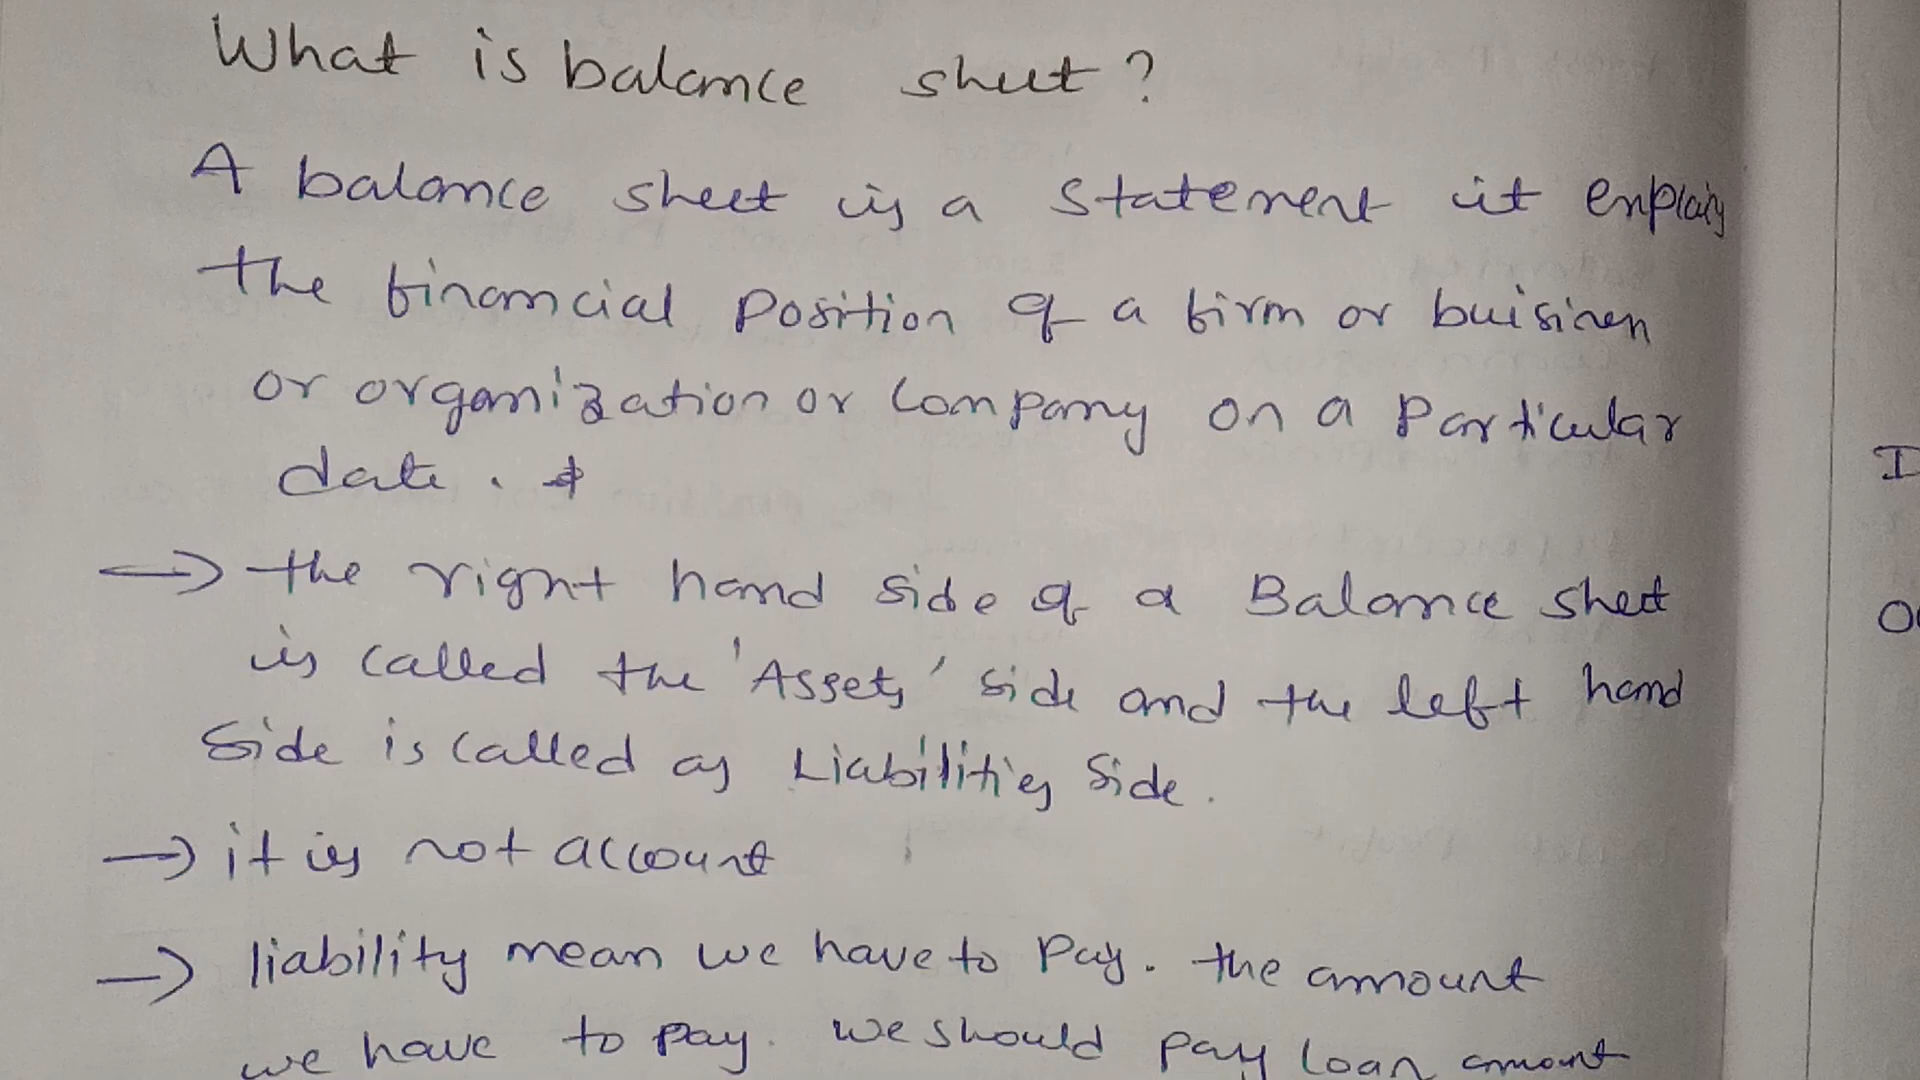 What is balance sheet?
A balance sheet is a statement it explains
the financial position of a firm or buisiness
or organization or company on a particular
date.
→ the right hand side of a Balance sheet
is called the 'Assets' side and the left hand
side is called as Liabilities side.
→ it is not account
→ liability mean we have to pay. the amount
we have to pay. we should pay loan amount